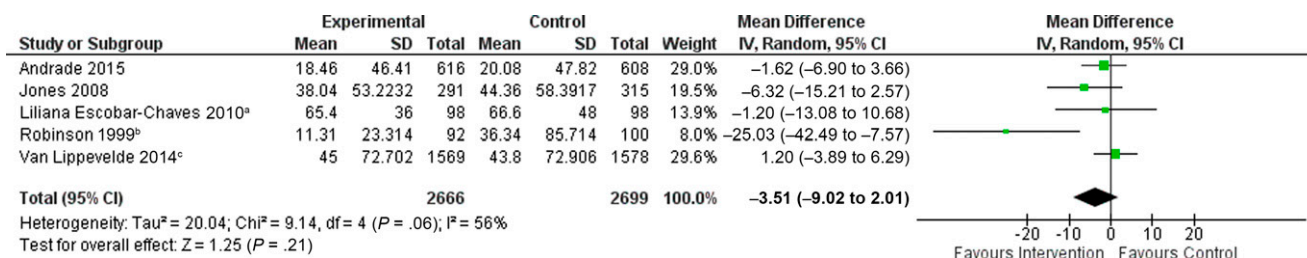 Experimental Control Mean Difference Mean Difference
Study or Subgroup Mean SD Total Mean SD Total Weight IV, Random, 95% CI IV, Random, 95% CI
Andrade 2015 18.46 46.41 616 20.08 47.82 608 29.0% –1.62 (–6.90 to 3.66)
Jones 2008 38.04 53.2232 291 44.36 58.3917 315 19.5% –6.32 (–15.21 to 2.57)
Liliana Escobar-Chaves 2010ᵃ 65.4 36 98 66.6 48 98 13.9% –1.20 (–13.08 to 10.68)
Robinson 1999ᵇ 11.31 23.314 92 36.34 85.714 100 8.0% –25.03 (–42.49 to –7.57)
Van Lippevelde 2014ᶜ 45 72.702 1569 43.8 72.906 1578 29.6% 1.20 (–3.89 to 6.29)
Total (95% CI) 2666 2699 100.0% –3.51 (–9.02 to 2.01)
Heterogeneity: Tau² = 20.04; Chi² = 9.14, df = 4 (P = .06); I² = 56%
Test for overall effect: Z = 1.25 (P = .21)
-20 -10 0 10 20
Favours Intervention Favours Control